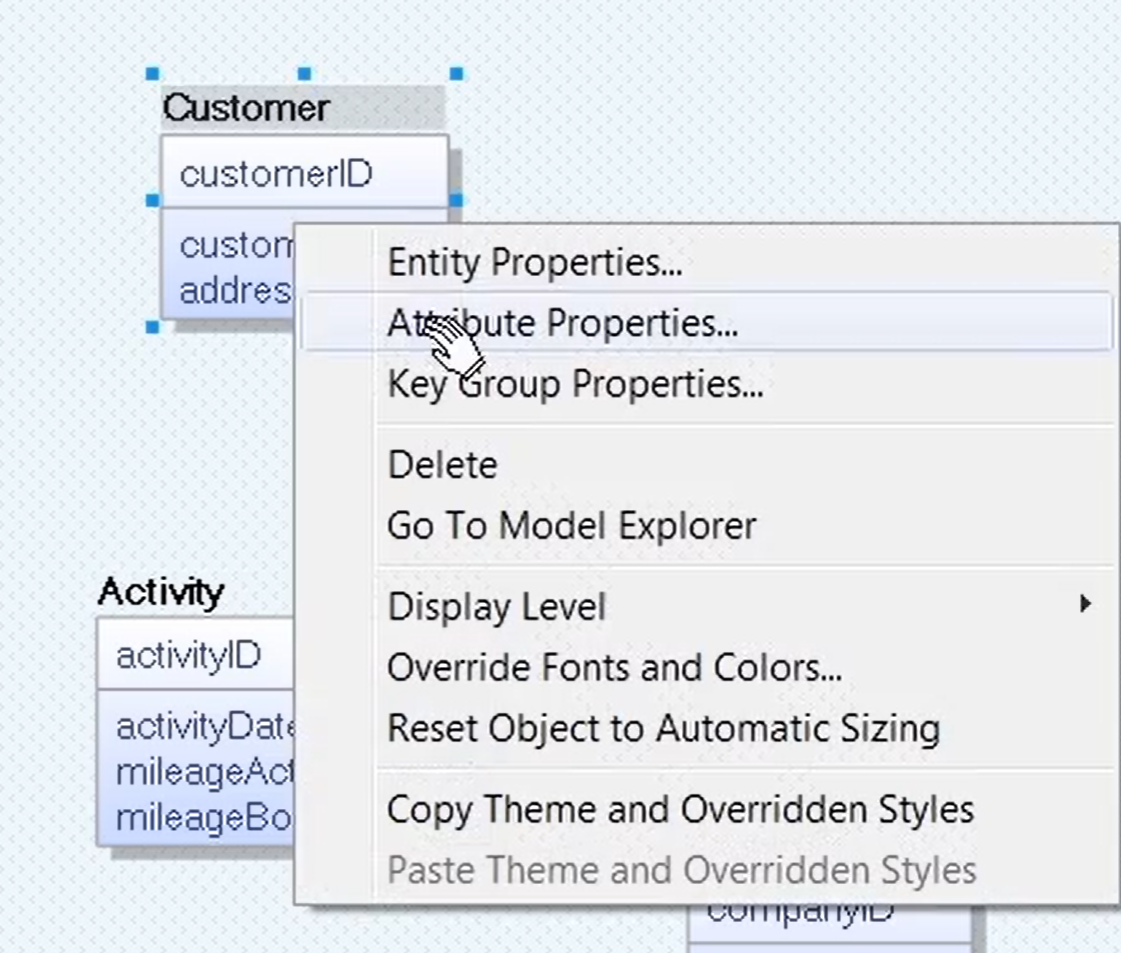 Customer
customerID
custom
addres
Entity Properties...
Attribute Properties...
Key Group Properties...
Delete
Go To Model Explorer
Display Level
Override Fonts and Colors...
Reset Object to Automatic Sizing
Copy Theme and Overridden Styles
Paste Theme and Overridden Styles
Activity
activityID
activityDate
mileageAct
mileageBo
companyID